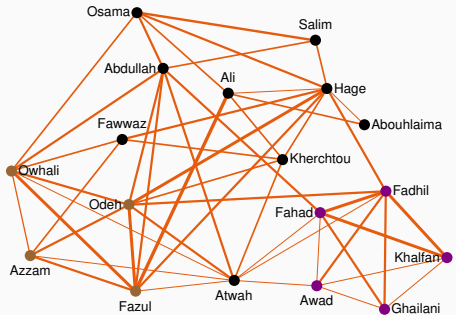 Osama
Salim
Abdullah
Ali
Hage
Abouhlaima
Fawwaz
Kherchtou
Owhali
Fadhil
Odeh
Fahad
Khalfan
Azzam
Fazul
Atwah
Awad
Ghailani